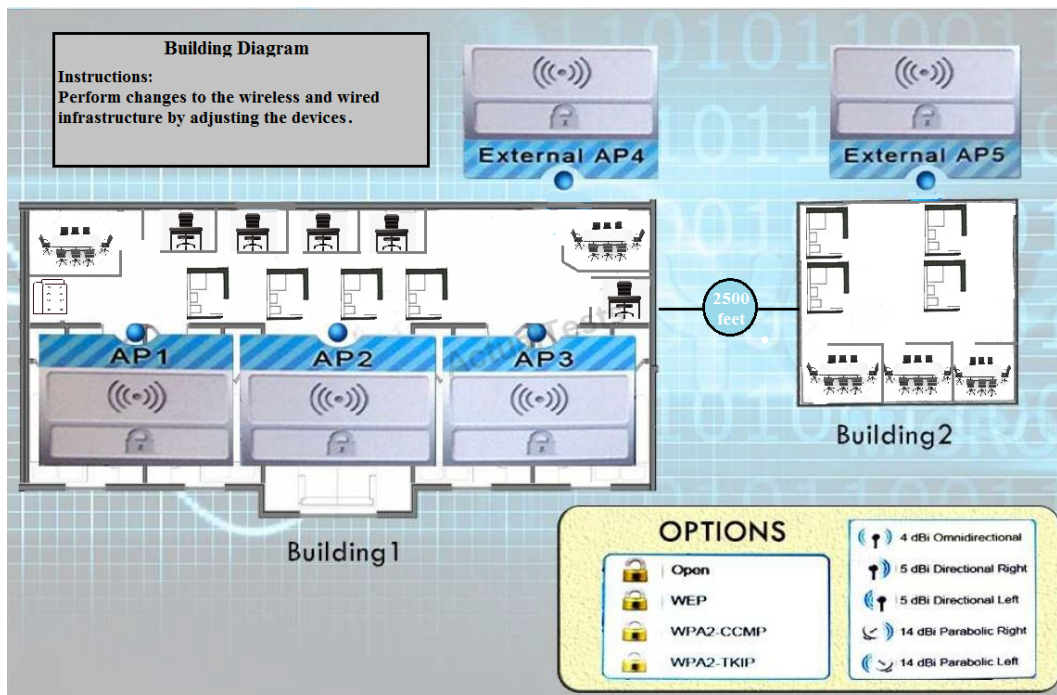 Building Diagram
Instructions:
Perform changes to the wireless and wired
infrastructure by adjusting the devices.
External AP4
External AP5
2500
feet
AP1
AP2
AP3
Building2
Building1
OPTIONS
Open
WEP
WPA2-CCMP
WPA2-TKIP
4 dBi Omnidirectional
5 dBi Directional Right
5 dBi Directional Left
14 dBi Parabolic Right
14 dBi Parabolic Left